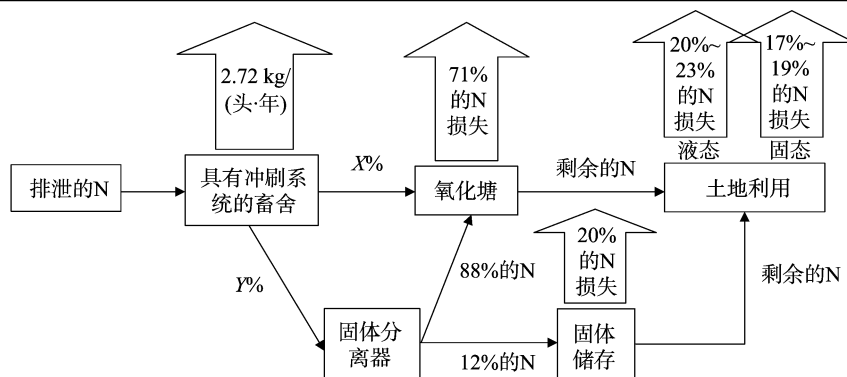 2.72 kg/
(头·年)
71%
的N
损失
20%~
23%
的N
损失
液态
17%~
19%
的N
损失
固态
排泄的N
具有冲刷系
统的畜舍
X%
氧化塘
剩余的N
土地利用
Y%
88%的N
20%
的N
损失
剩余的N
固体分
离器
12%的N
固体
储存